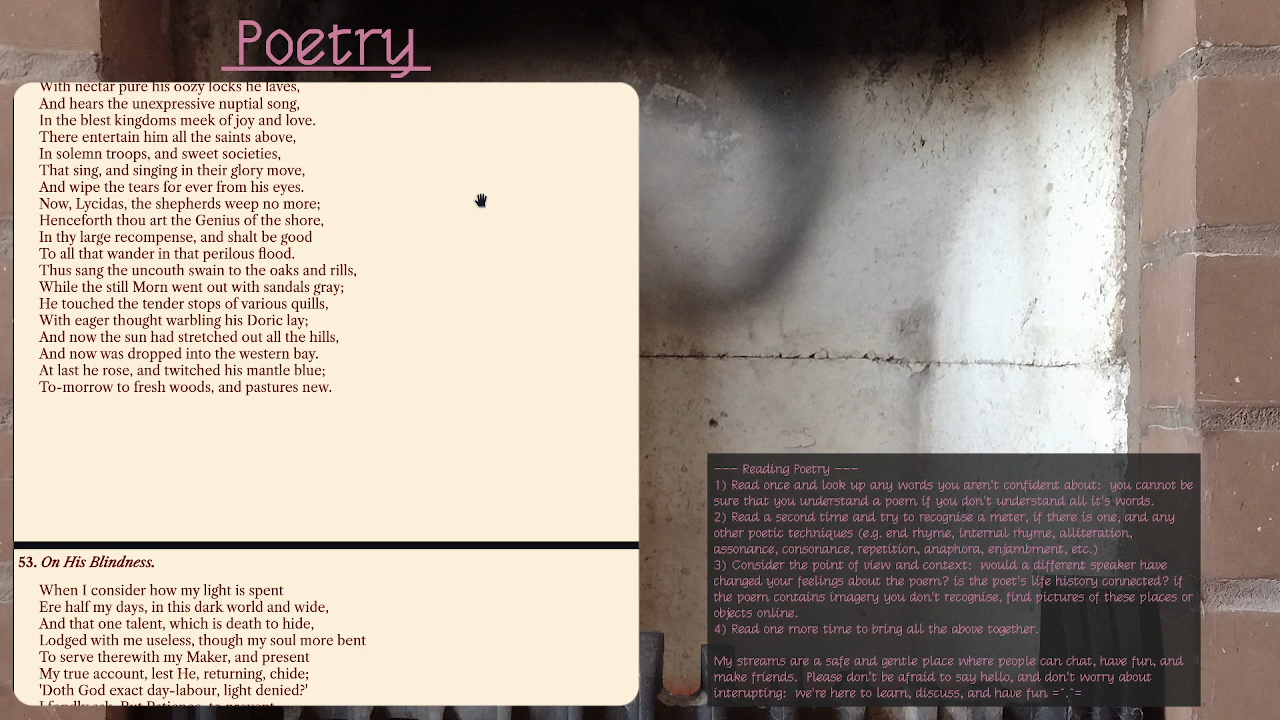 Poetry
With nectar pure his oozy locks he laves,
And hears the unexpressive nuptial song,
In the blest kingdoms meek of joy and love.
There entertain him all the saints above,
In solemn troops, and sweet societies,
That sing, and singing in their glory move,
And wipe the tears for ever from his eyes.
Now, Lycidas, the shepherds weep no more;
Henceforth thou art the Genius of the shore,
In thy large recompense, and shalt be good
To all that wander in that perilous flood.
Thus sang the uncouth swain to the oaks and rills,
While the still Morn went out with sandals gray;
He touched the tender stops of various quills,
With eager thought warbling his Doric lay;
And now the sun had stretched out all the hills,
And now was dropped into the western bay.
At last he rose, and twitched his mantle blue;
To-morrow to fresh woods, and pastures new.
53. On His Blindness.
When I consider how my light is spent
Ere half my days, in this dark world and wide,
And that one talent, which is death to hide,
Lodged with me useless, though my soul more bent
To serve therewith my Maker, and present
My true account, lest He, returning, chide;
'Doth God exact day-labour, light denied?'
I fondly ask. But Patience, to prevent
--- Reading Poetry ---
1) Read once and look up any words you aren't confident about: you cannot be
sure that you understand a poem if you don't understand all it's words.
2) Read a second time and try to recognise a meter, if there is one, and any
other poetic techniques (e.g. end rhyme, internal rhyme, alliteration,
assonance, consonance, repetition, anaphora, enjambment, etc.)
3) Consider the point of view and context: would a different speaker have
changed your feelings about the poem? is the poet's life history connected? if
the poem contains imagery you don't recognise, find pictures of these places or
objects online.
4) Read one more time to bring all the above together.
My streams are a safe and gentle place where people can chat, have fun, and
make friends. Please don't be afraid to say hello, and don't worry about
interupting: we're here to learn, discuss, and have fun =^.^=